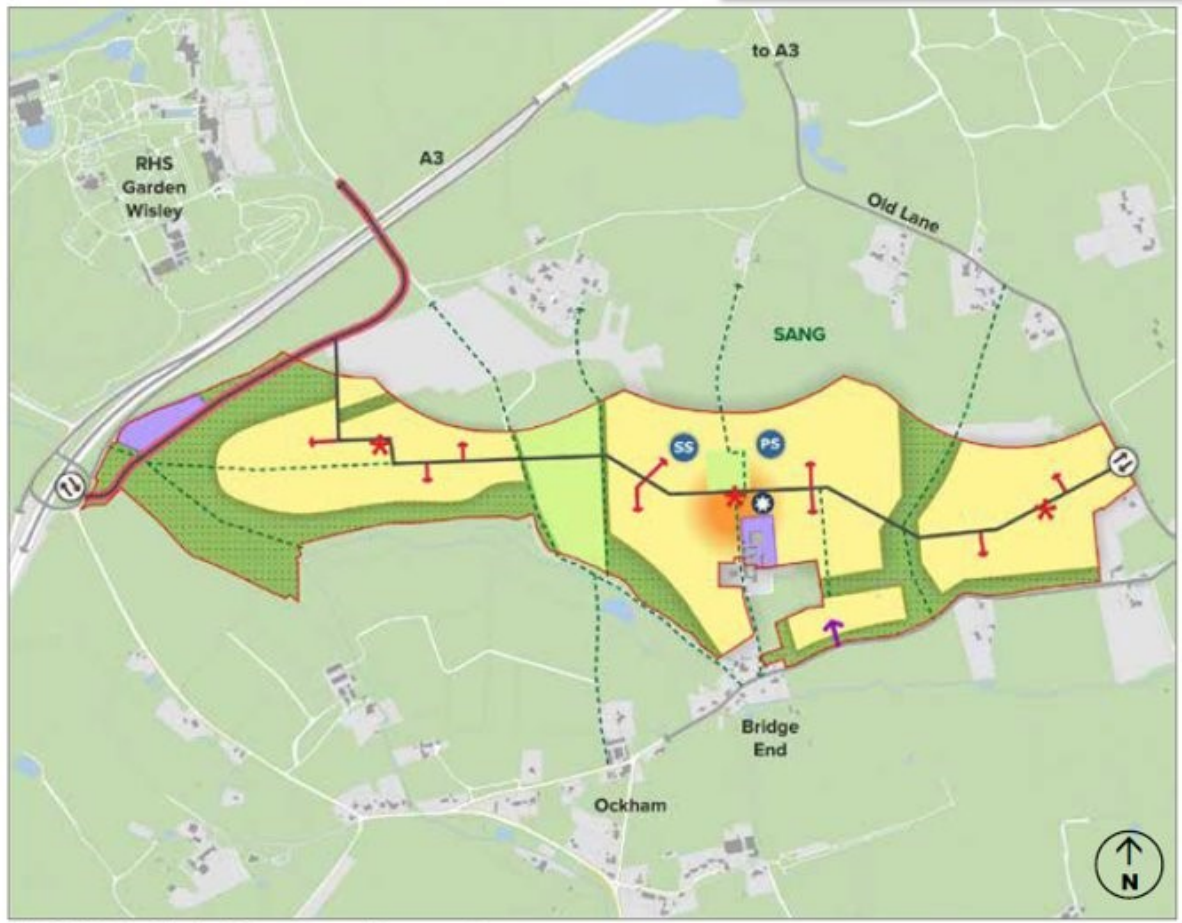 to A3
A3
RHS
Garden
Wisley
Old Lane
SANG
SS
PS
Bridge
End
Ockham
N